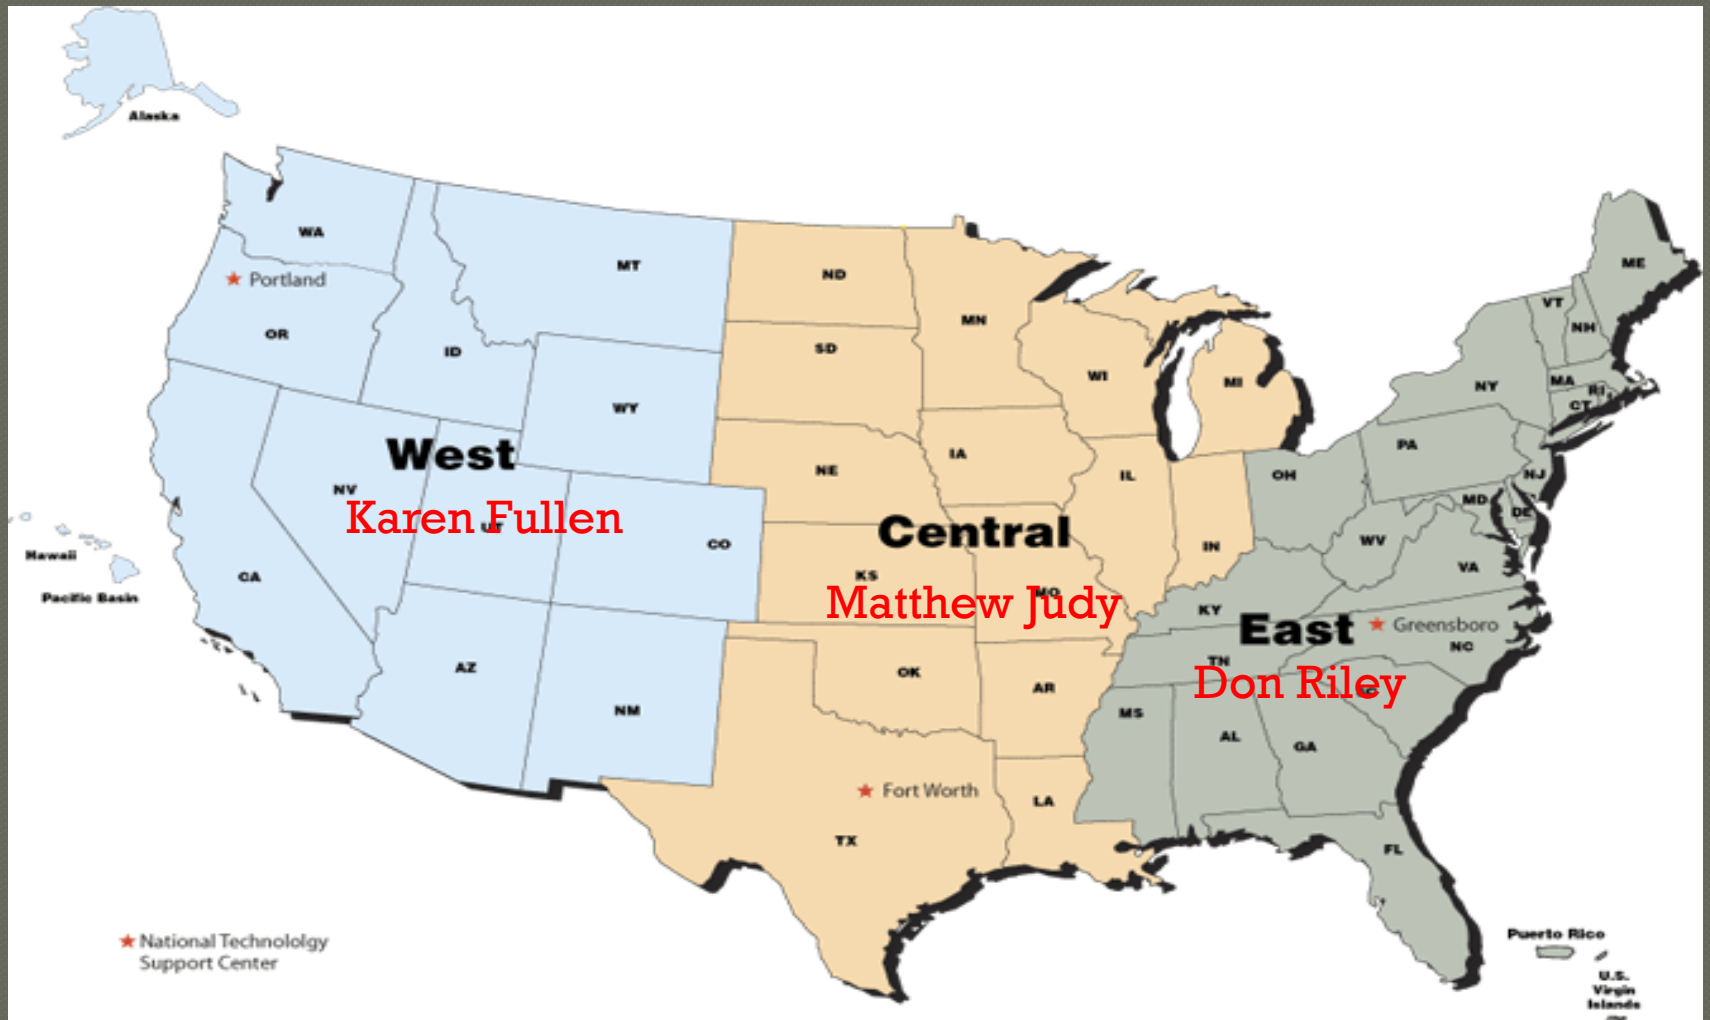 Alaska
WA
Portland
MT
OR
ID
WY
ND
MN
SD
WI
MI
ME
VT
NH
NY
MA
RI
CT
PA
NJ
OH
MD
DE
WV
VA
West
NV
Karen Fullen
UT
CO
NE
IA
IL
IN
Central
KS
MO
Matthew Judy
Hawaii
Pacific Basin
CA
AZ
NM
OK
AR
KY
East
Greensboro
NC
TN
Don Riley
MS
AL
GA
Fort Worth
LA
TX
FL
National Technololgy
Support Center
Puerto Rico
U.S.
Virgin
Islands